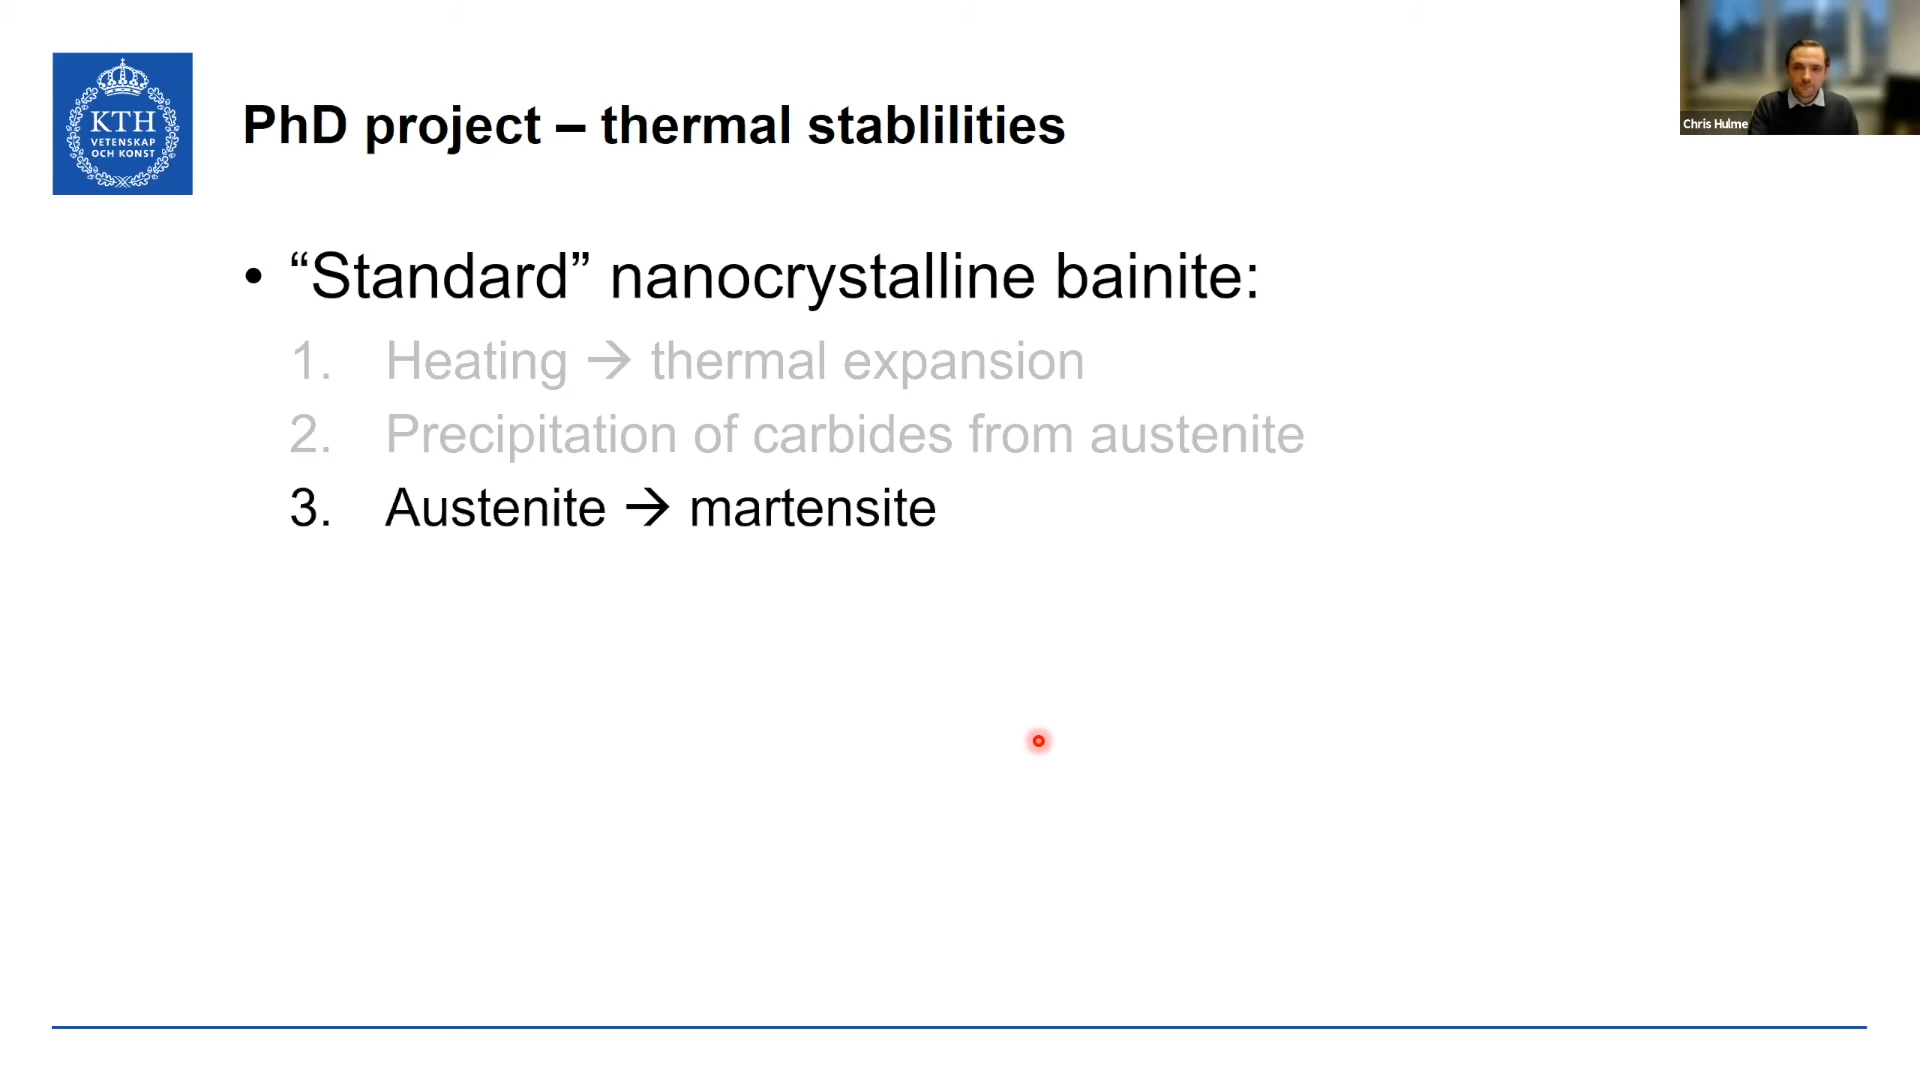 KTH
VETENSKAP
OCH KONST
PhD project – thermal stablilities
Chris Hulme
• “Standard” nanocrystalline bainite:
1. Heating → thermal expansion
2. Precipitation of carbides from austenite
3. Austenite → martensite